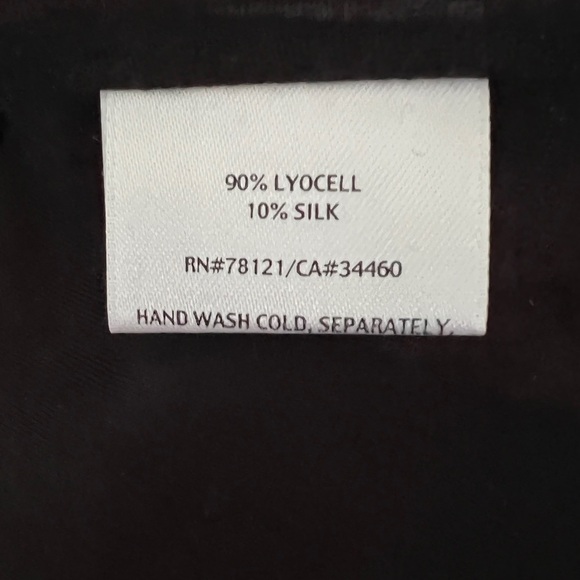 90% LYOCELL
10% SILK
RN#78121/CA#34460
HAND WASH COLD, SEPARATELY.